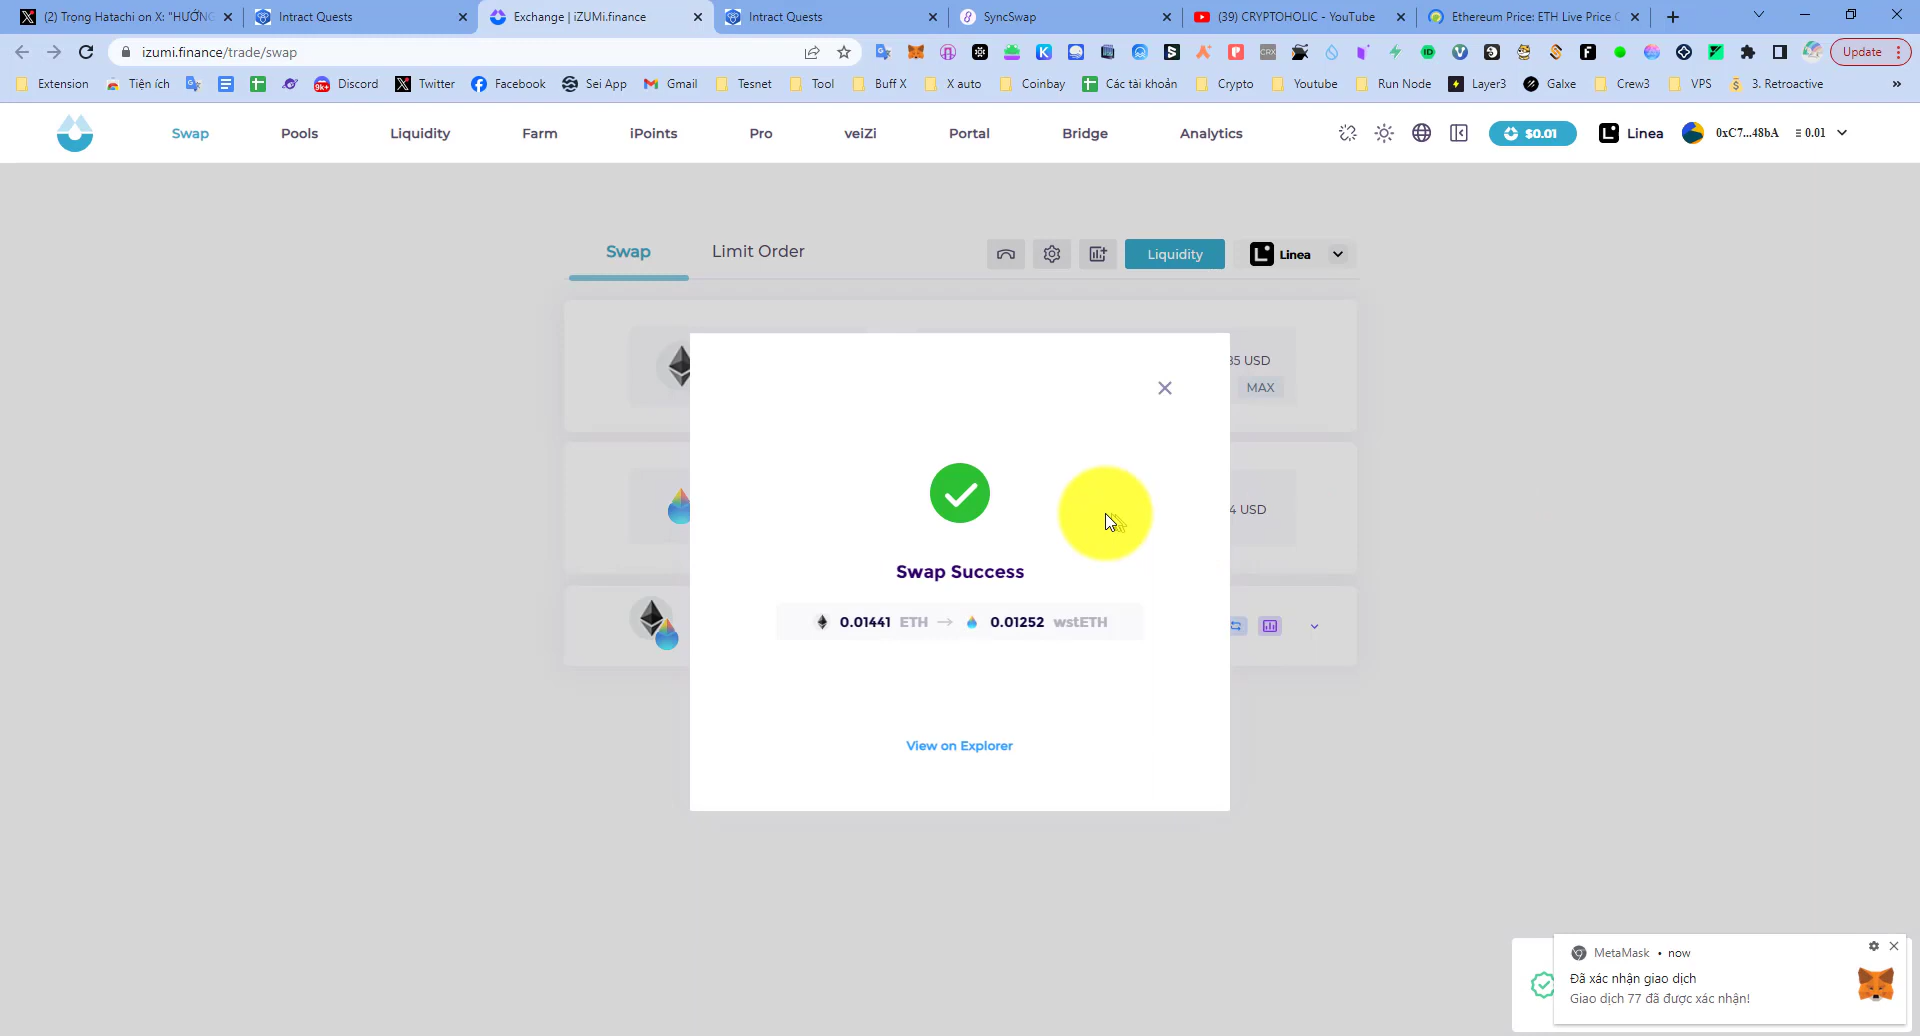 (2) Trọng Hatachi on X: "HƯỚNG
Intract Quests
Exchange | iZUMi.finance
Intract Quests
SyncSwap
(39) CRYPTOHOLIC - YouTube
Ethereum Price: ETH Live Price C
izumi.finance/trade/swap
Update
Extension
Tiện ích
9k+
Discord
Twitter
Facebook
Sei App
Gmail
Tesnet
Tool
Buff X
X auto
Coinbay
Các tài khoản
Crypto
Youtube
Run Node
Layer3
Galxe
Crew3
VPS
3. Retroactive
Swap
Pools
Liquidity
Farm
iPoints
Pro
veiZi
Portal
Bridge
Analytics
$0.01
Linea
0xC7...48bA
0.01
Swap
Limit Order
Liquidity
Linea
35 USD
MAX
4 USD
Swap Success
0.01441 ETH → 0.01252 wstETH
View on Explorer
MetaMask • now
Đã xác nhận giao dịch
Giao dịch 77 đã được xác nhận!